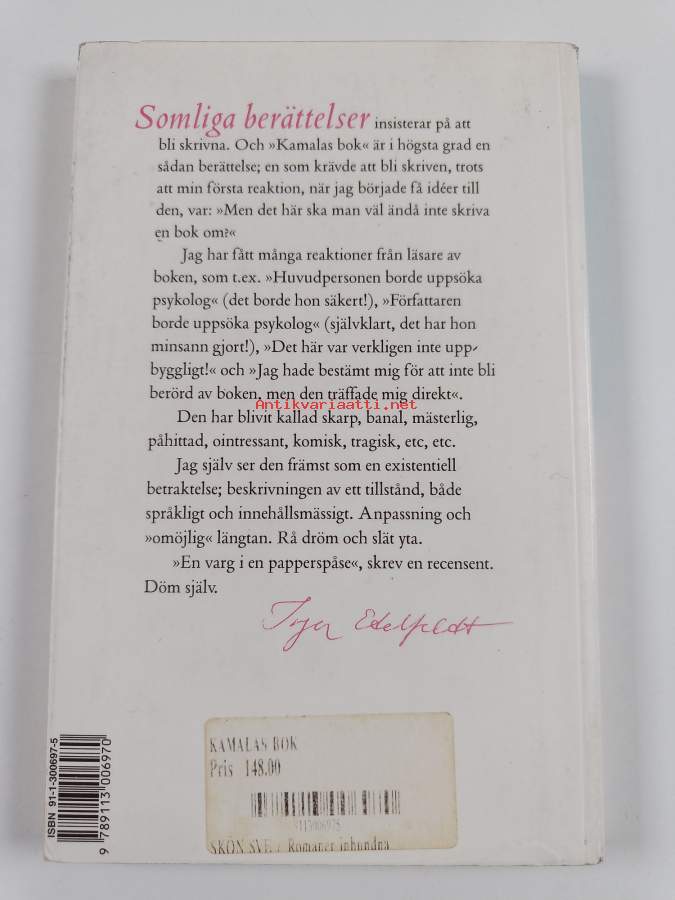 Somliga berättelser insisterar på att
bli skrivna. Och »Kamalas bok« är i högsta grad en
sådan berättelse; en som krävde att bli skriven, trots
att min första reaktion, när jag började få idéer till
den, var: »Men det här ska man väl ändå inte skriva
en bok om?«
Jag har fått många reaktioner från läsare av
boken, som t.ex. »Huvudpersonen borde uppsöka
psykolog« (det borde hon säkert!), »Författaren
borde uppsöka psykolog« (självklart, det har hon
minsann gjort!), »Det här var verkligen inte upp-
byggligt!« och »Jag hade bestämt mig för att inte bli
berörd av boken, men den träffade mig direkt«.
Antikvariaatti.net
Den har blivit kallad skarp, banal, mästerlig,
påhittad, ointressant, komisk, tragisk, etc, etc.
Jag själv ser den främst som en existentiell
betraktelse; beskrivningen av ett tillstånd, både
språkligt och innehållsmässigt. Anpassning och
»omöjlig« längtan. Rå dröm och slät yta.
»En varg i en papperspåse«, skrev en recensent.
Döm själv.
Inger Edelfeldt
ISBN 91-1-300697-5
9 789113 006970
KAMALAS BOK
Pris 148.00
9113006975
SKÖN SVE / Romaner inbundna